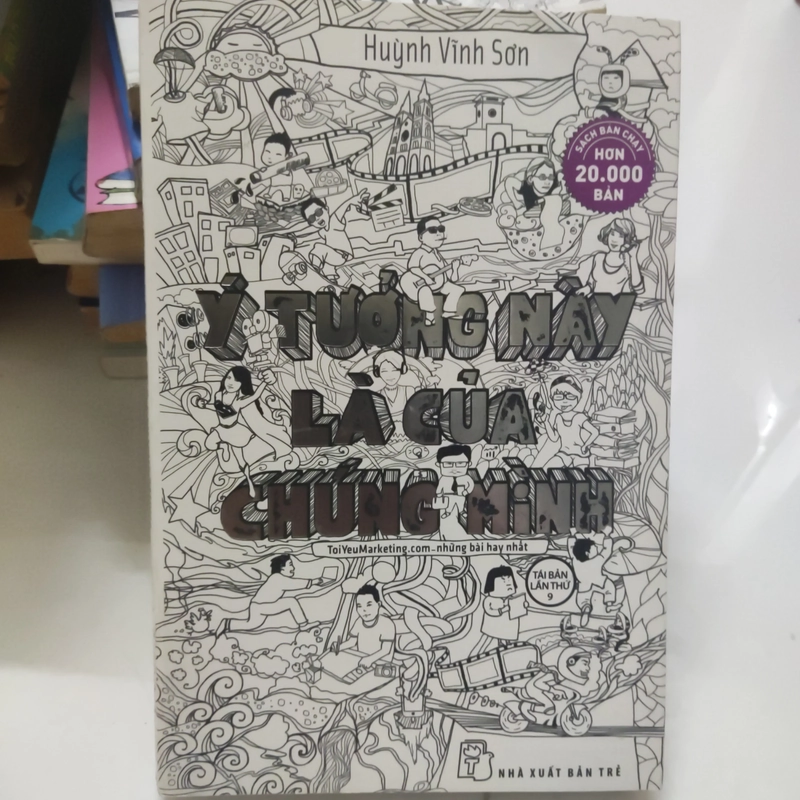 Huỳnh Vĩnh Sơn
SÁCH BÁN CHẠY
HƠN
20.000
BẢN
Ý TƯỞNG NÀY
LÀ CỦA
CHÚNG MÌNH
ToiYeuMarketing.com - những bài hay nhất
TÁI BẢN
LẦN THỨ
9
NHÀ XUẤT BẢN TRẺ